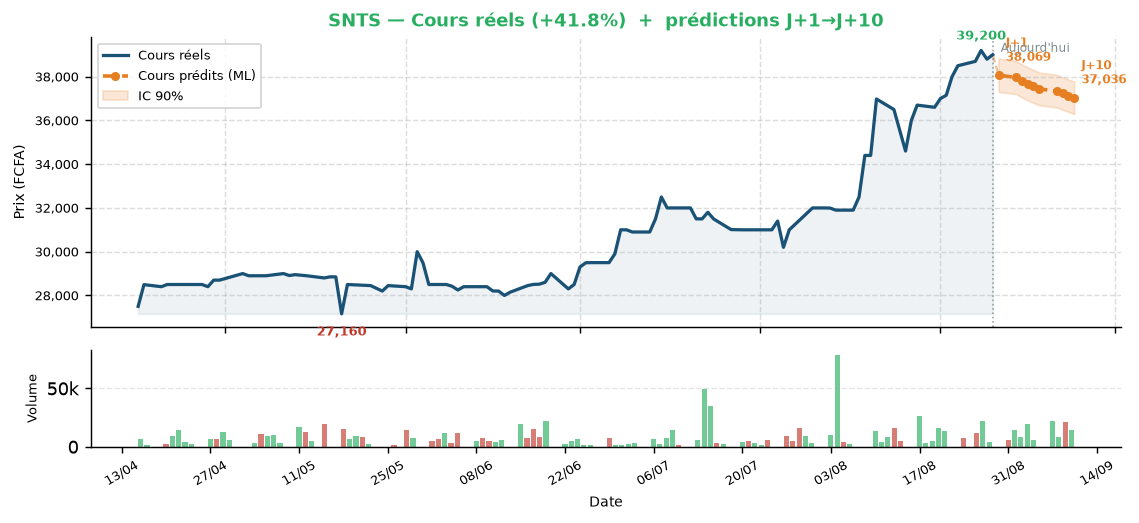 SNTS — Cours réels (+41.8%) + prédictions J+1→J+10
39,200
J+1
Aujourd'hui
38,069
J+10
37,036
Cours réels
Cours prédits (ML)
IC 90%
Prix (FCFA)
38,000
36,000
34,000
32,000
30,000
28,000
27,160
Volume
50k
0
13/04
27/04
11/05
25/05
08/06
22/06
06/07
20/07
03/08
17/08
31/08
14/09
Date